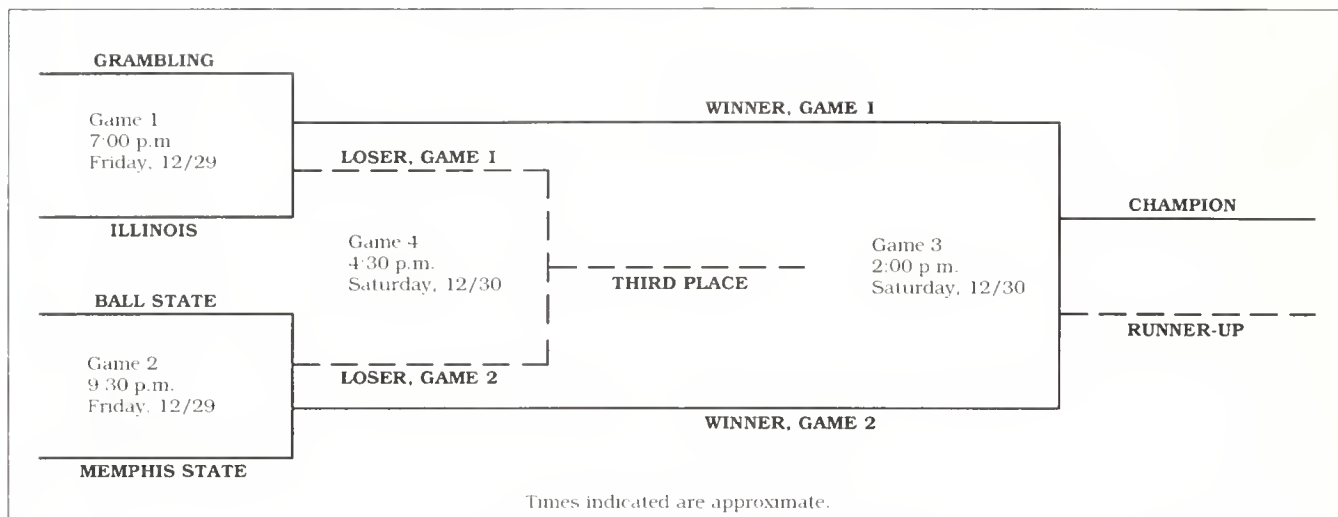 GRAMBLING
Game 1
7:00 p.m
Friday, 12/29
ILLINOIS
WINNER, GAME 1
LOSER, GAME 1
Game 4
4:30 p.m.
Saturday, 12/30
THIRD PLACE
Game 3
2:00 p m.
Saturday, 12/30
CHAMPION
RUNNER-UP
BALL STATE
Game 2
9:30 p.m.
Friday, 12/29
MEMPHIS STATE
LOSER, GAME 2
WINNER, GAME 2
Times indicated are approximate.